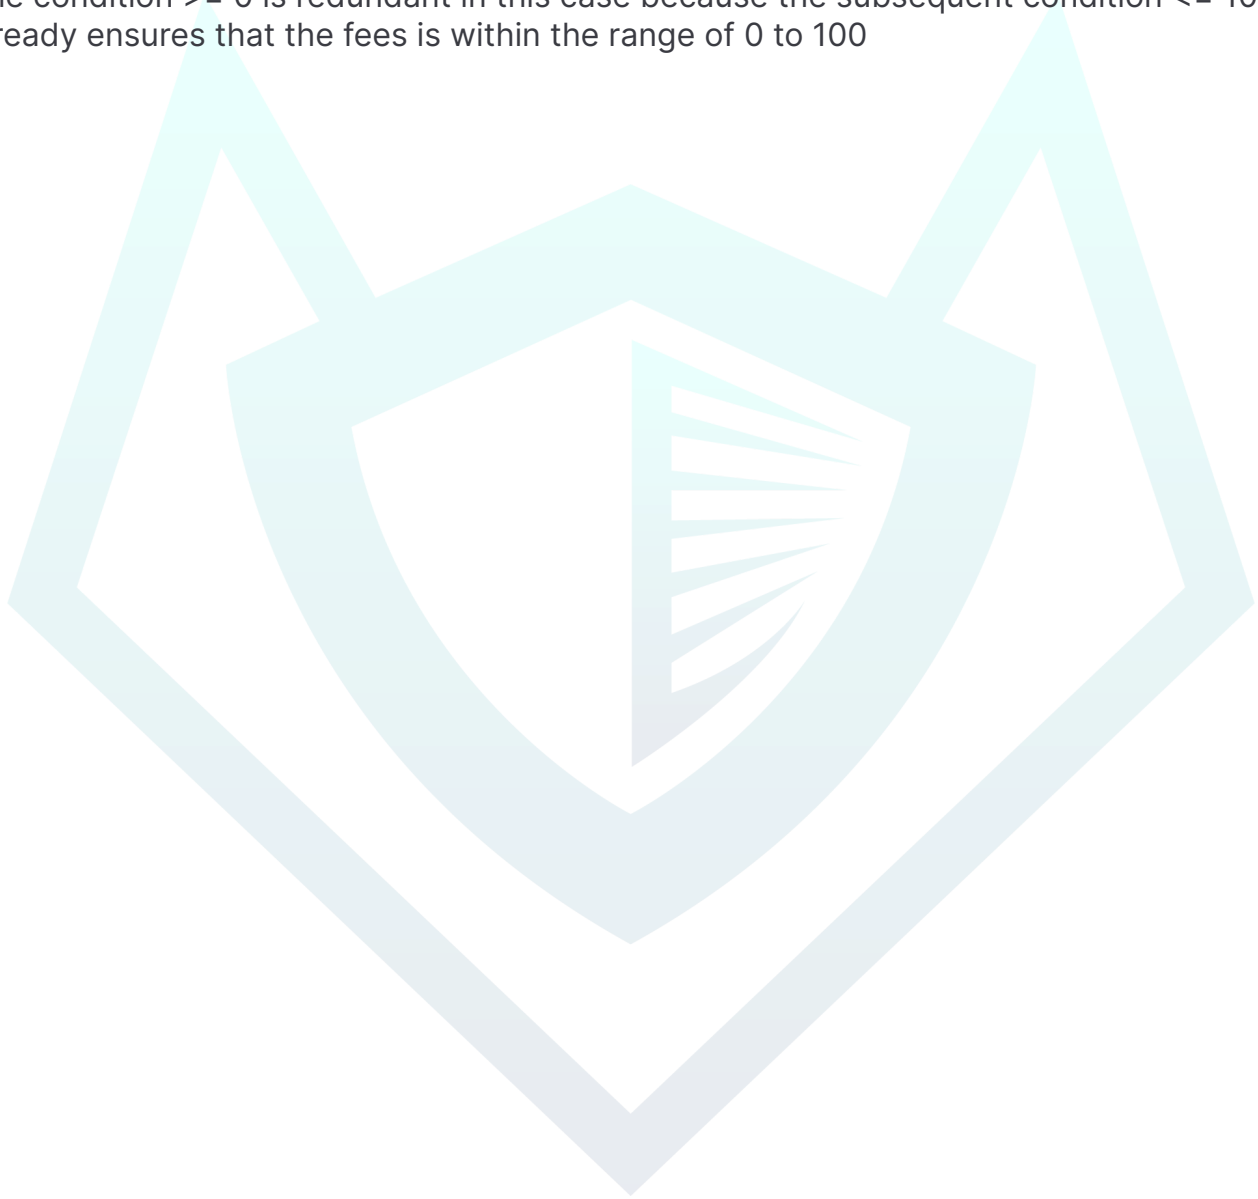 e condition >= 0 is redundant in this case because the subsequent condition <= 10
ready ensures that the fees is within the range of 0 to 100